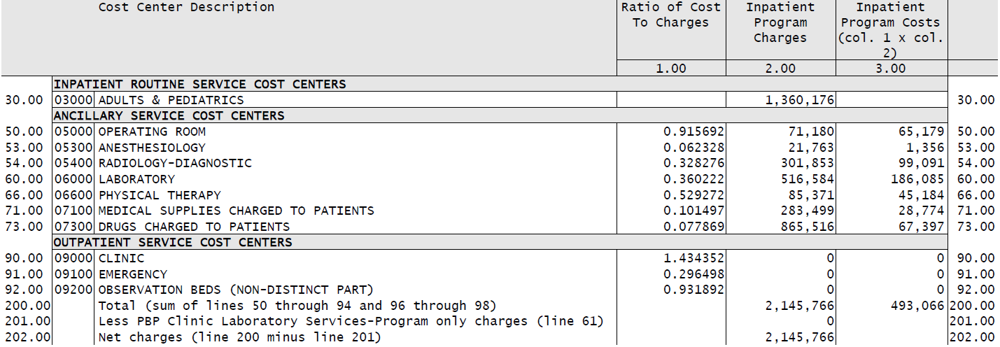 Cost Center Description Ratio of Cost Inpatient Inpatient
To Charges Program Program Costs
Charges (col. 1 x col.
2)
1.00 2.00 3.00
INPATIENT ROUTINE SERVICE COST CENTERS
30.00 03000 ADULTS & PEDIATRICS 1,360,176 30.00
ANCILLARY SERVICE COST CENTERS
50.00 05000 OPERATING ROOM 0.915692 71,180 65,179 50.00
53.00 05300 ANESTHESIOLOGY 0.062328 21,763 1,356 53.00
54.00 05400 RADIOLOGY-DIAGNOSTIC 0.328276 301,853 99,091 54.00
60.00 06000 LABORATORY 0.360222 516,584 186,085 60.00
66.00 06600 PHYSICAL THERAPY 0.529272 85,371 45,184 66.00
71.00 07100 MEDICAL SUPPLIES CHARGED TO PATIENTS 0.101497 283,499 28,774 71.00
73.00 07300 DRUGS CHARGED TO PATIENTS 0.077869 865,516 67,397 73.00
OUTPATIENT SERVICE COST CENTERS
90.00 09000 CLINIC 1.434352 0 0 90.00
91.00 09100 EMERGENCY 0.296498 0 0 91.00
92.00 09200 OBSERVATION BEDS (NON-DISTINCT PART) 0.931892 0 0 92.00
200.00 Total (sum of lines 50 through 94 and 96 through 98) 2,145,766 493,066 200.00
201.00 Less PBP Clinic Laboratory Services-Program only charges (line 61) 0 201.00
202.00 Net charges (line 200 minus line 201) 2,145,766 202.00